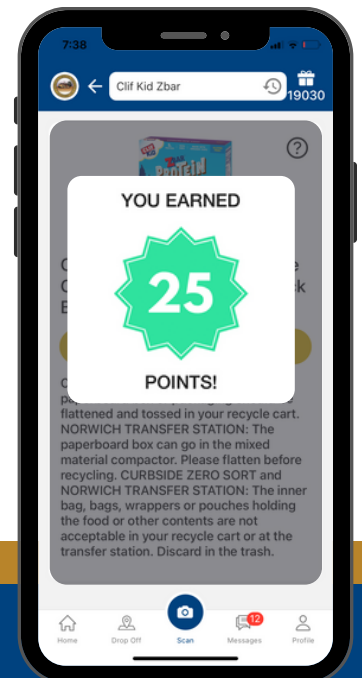 7:38
Clif Kid Zbar
19030
PROTEIN
YOU EARNED
25
POINTS!
flattened and tossed in your recycle cart.
NORWICH TRANSFER STATION: The
paperboard box can go in the mixed
material compactor. Please flatten before
recycling. CURBSIDE ZERO SORT and
NORWICH TRANSFER STATION: The inner
bag, bags, wrappers or pouches holding
the food or other contents are not
acceptable in your recycle cart or at the
transfer station. Discard in the trash.
12
Home
Drop Off
Scan
Messages
Profile